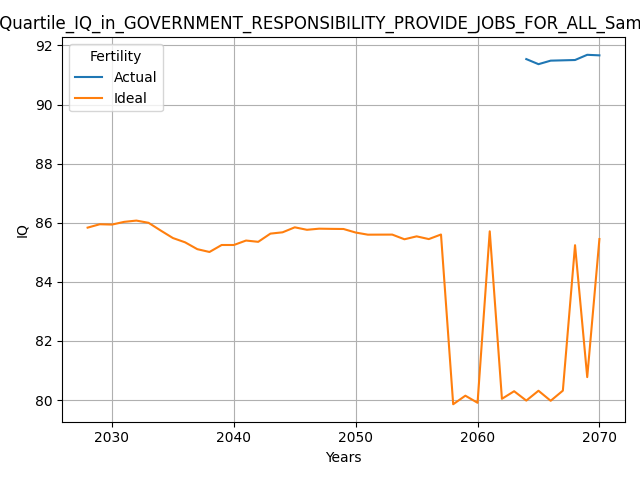 Quartile_IQ_in_GOVERNMENT_RESPONSIBILITY_PROVIDE_JOBS_FOR_ALL_Sam
92
90
88
86
84
82
80
IQ
Fertility
Actual
Ideal
2030 2040 2050 2060 2070
Years